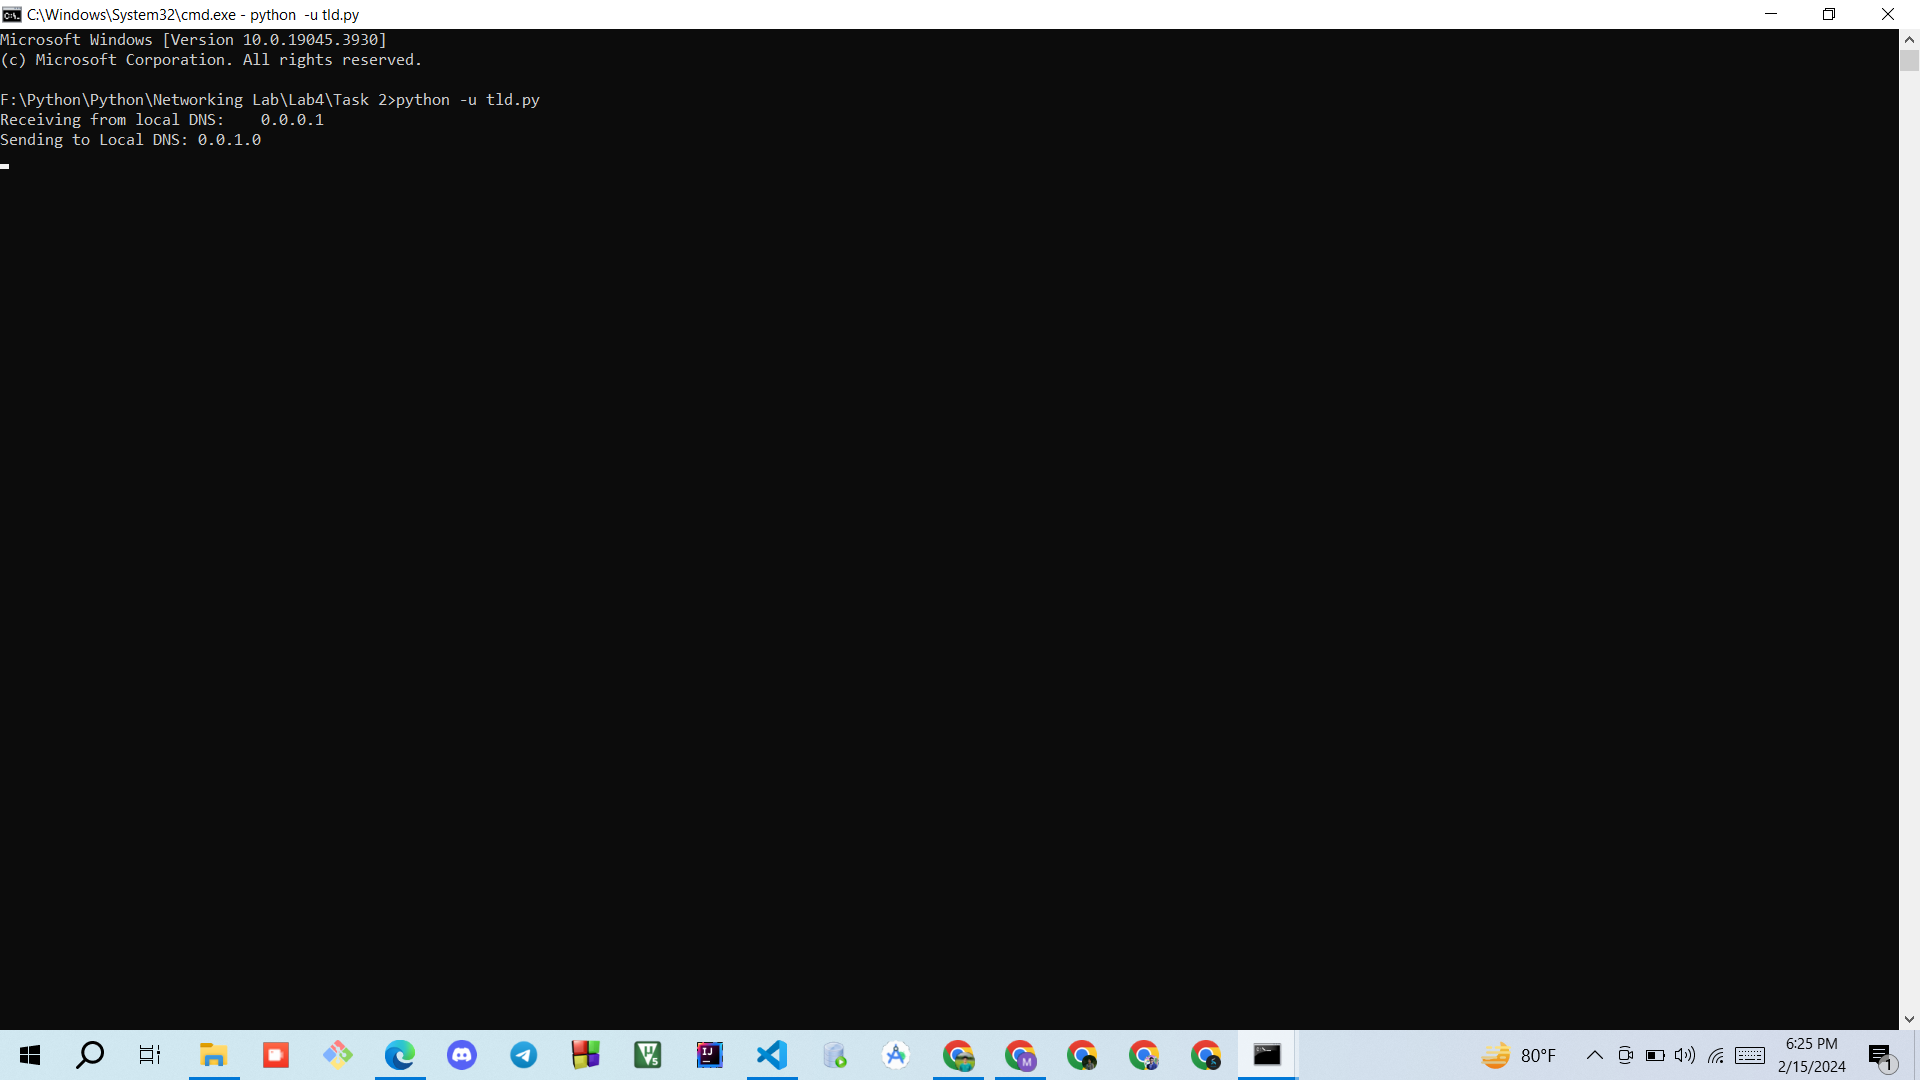 C:\Windows\System32\cmd.exe - python  -u tld.py
Microsoft Windows [Version 10.0.19045.3930]
(c) Microsoft Corporation. All rights reserved.
F:\Python\Python\Networking Lab\Lab4\Task 2>python -u tld.py
Receiving from local DNS:    0.0.0.1
Sending to Local DNS: 0.0.1.0
80°F
6:25 PM
2/15/2024
1